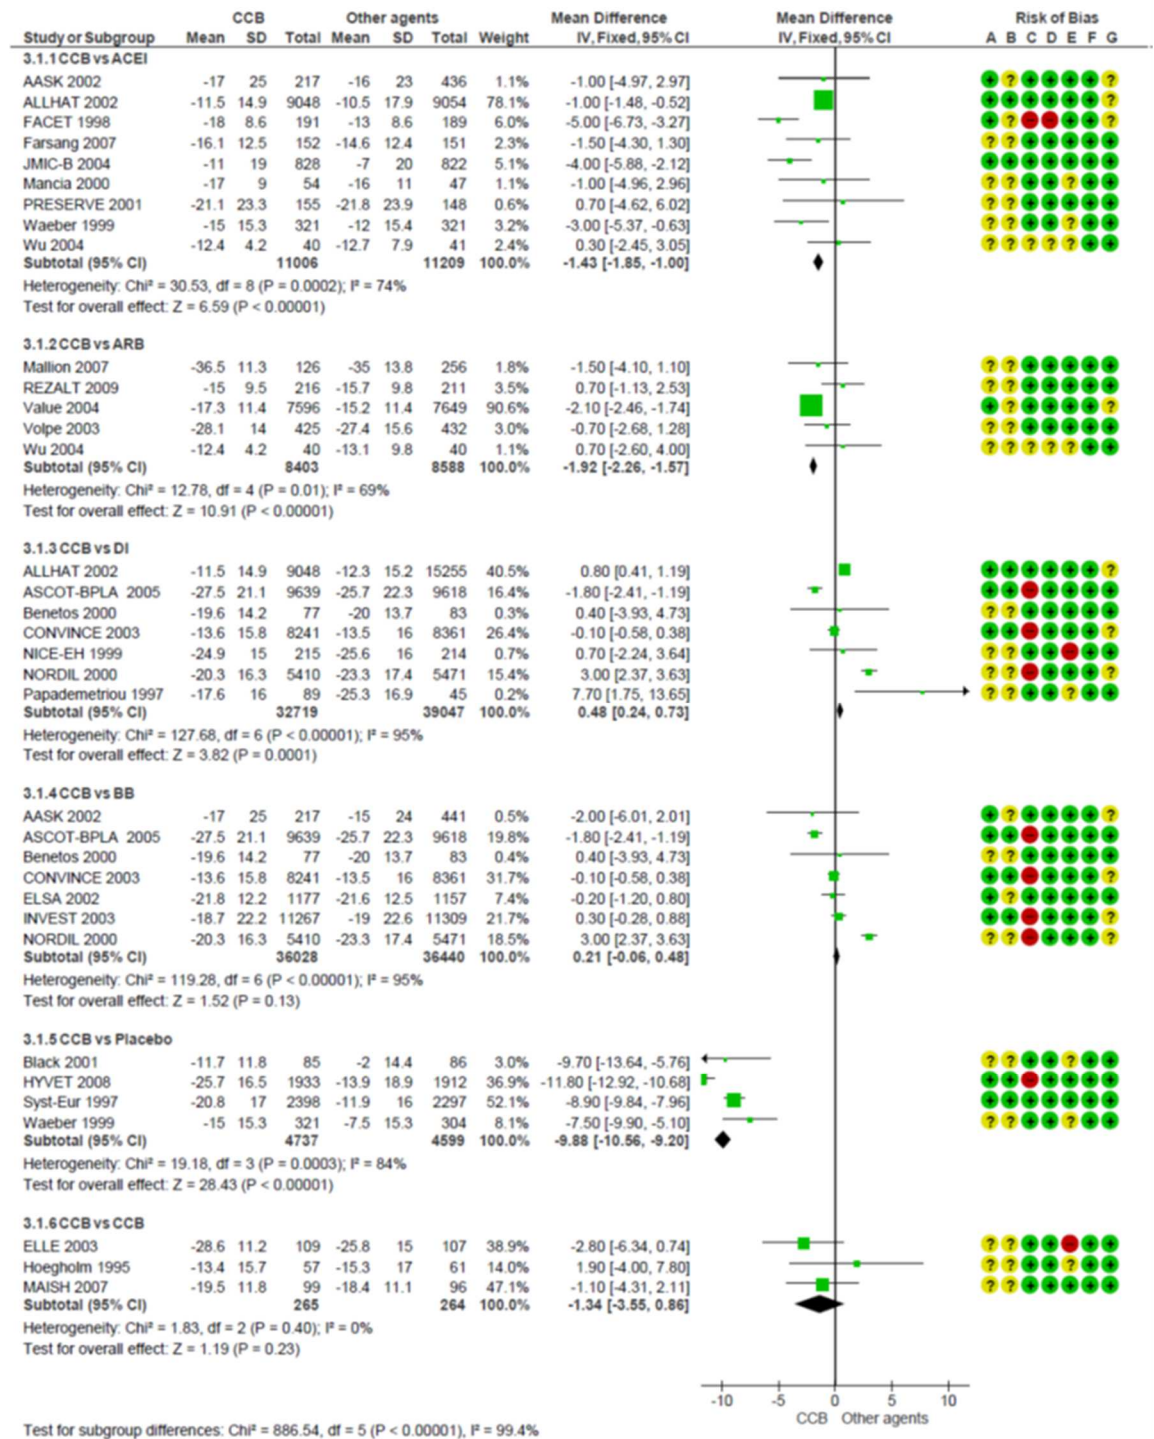 CCB Other agents Mean Difference Mean Difference Risk of Bias
Study or Subgroup Mean SD Total Mean SD Total Weight IV, Fixed, 95% CI IV, Fixed, 95% CI A B C D E F G
3.1.1 CCB vs ACEI
AASK 2002 -17 25 217 -16 23 436 1.1% -1.00 [-4.97, 2.97] + ? + + + + ?
ALLHAT 2002 -11.5 14.9 9048 -10.5 17.9 9054 78.1% -1.00 [-1.48, -0.52] + + + + + + ?
FACET 1998 -18 8.6 191 -13 8.6 189 6.0% -5.00 [-6.73, -3.27] + ? - - + + ?
Farsang 2007 -16.1 12.5 152 -14.6 12.4 151 2.3% -1.50 [-4.30, 1.30] ? ? + + + + +
JMIC-B 2004 -11 19 828 -7 20 822 5.1% -4.00 [-5.88, -2.12] + + + + + + +
Mancia 2000 -17 9 54 -16 11 47 1.1% -1.00 [-4.96, 2.96] ? ? + + ? + +
PRESERVE 2001 -21.1 23.3 155 -21.8 23.9 148 0.6% 0.70 [-4.62, 6.02] ? ? + + + + +
Waeber 1999 -15 15.3 321 -12 15.4 321 3.2% -3.00 [-5.37, -0.63] ? ? + + ? + +
Wu 2004 -12.4 4.2 40 -12.7 7.9 41 2.4% 0.30 [-2.45, 3.05] ? ? ? ? ? + +
Subtotal (95% CI) 11006 11209 100.0% -1.43 [-1.85, -1.00]
Heterogeneity: Chi² = 30.53, df = 8 (P = 0.0002); I² = 74%
Test for overall effect: Z = 6.59 (P < 0.00001)
3.1.2 CCB vs ARB
Mallion 2007 -36.5 11.3 126 -35 13.8 256 1.8% -1.50 [-4.10, 1.10] ? ? + + + + +
REZALT 2009 -15 9.5 216 -15.7 9.8 211 3.5% 0.70 [-1.13, 2.53] ? ? + + + + +
Value 2004 -17.3 11.4 7596 -15.2 11.4 7649 90.6% -2.10 [-2.46, -1.74] + ? + + + + ?
Volpe 2003 -28.1 14 425 -27.4 15.6 432 3.0% -0.70 [-2.68, 1.28] ? ? + + + + +
Wu 2004 -12.4 4.2 40 -13.1 9.8 40 1.1% 0.70 [-2.60, 4.00] ? ? ? ? ? + +
Subtotal (95% CI) 8403 8588 100.0% -1.92 [-2.26, -1.57]
Heterogeneity: Chi² = 12.78, df = 4 (P = 0.01); I² = 69%
Test for overall effect: Z = 10.91 (P < 0.00001)
3.1.3 CCB vs DI
ALLHAT 2002 -11.5 14.9 9048 -12.3 15.2 15255 40.5% 0.80 [0.41, 1.19] + + + + + + ?
ASCOT-BPLA 2005 -27.5 21.1 9639 -25.7 22.3 9618 16.4% -1.80 [-2.41, -1.19] + + - + + + +
Benetos 2000 -19.6 14.2 77 -20 13.7 83 0.3% 0.40 [-3.93, 4.73] ? ? + + + + +
CONVINCE 2003 -13.6 15.8 8241 -13.5 16 8361 26.4% -0.10 [-0.58, 0.38] + + - + + + ?
NICE-EH 1999 -24.9 15 215 -25.6 16 214 0.7% 0.70 [-2.24, 3.64] ? ? + + - + +
NORDIL 2000 -20.3 16.3 5410 -23.3 17.4 5471 15.4% 3.00 [2.37, 3.63] ? ? - + + + ?
Papademetriou 1997 -17.6 16 89 -25.3 16.9 45 0.2% 7.70 [1.75, 13.65] ? ? + + ? + +
Subtotal (95% CI) 32719 39047 100.0% 0.48 [0.24, 0.73]
Heterogeneity: Chi² = 127.68, df = 6 (P < 0.00001); I² = 95%
Test for overall effect: Z = 3.82 (P = 0.0001)
3.1.4 CCB vs BB
AASK 2002 -17 25 217 -15 24 441 0.5% -2.00 [-6.01, 2.01] + ? + + + + ?
ASCOT-BPLA 2005 -27.5 21.1 9639 -25.7 22.3 9618 19.8% -1.80 [-2.41, -1.19] + + - + + + +
Benetos 2000 -19.6 14.2 77 -20 13.7 83 0.4% 0.40 [-3.93, 4.73] ? ? + + + + +
CONVINCE 2003 -13.6 15.8 8241 -13.5 16 8361 31.7% -0.10 [-0.58, 0.38] + + - + + + ?
ELSA 2002 -21.8 12.2 1177 -21.6 12.5 1157 7.4% -0.20 [-1.20, 0.80] + ? + + + + +
INVEST 2003 -18.7 22.2 11267 -19 22.6 11309 21.7% 0.30 [-0.28, 0.88] + + - + + + ?
NORDIL 2000 -20.3 16.3 5410 -23.3 17.4 5471 18.5% 3.00 [2.37, 3.63] ? ? - + + + ?
Subtotal (95% CI) 36028 36440 100.0% 0.21 [-0.06, 0.48]
Heterogeneity: Chi² = 119.28, df = 6 (P < 0.00001); I² = 95%
Test for overall effect: Z = 1.52 (P = 0.13)
3.1.5 CCB vs Placebo
Black 2001 -11.7 11.8 85 -2 14.4 86 3.0% -9.70 [-13.64, -5.76] ? ? + + ? + +
HYVET 2008 -25.7 16.5 1933 -13.9 18.9 1912 36.9% -11.80 [-12.92, -10.68] + + - + + + +
Syst-Eur 1997 -20.8 17 2398 -11.9 16 2297 52.1% -8.90 [-9.84, -7.96] + + + + + + +
Waeber 1999 -15 15.3 321 -7.5 15.3 304 8.1% -7.50 [-9.90, -5.10] ? ? + + ? + +
Subtotal (95% CI) 4737 4599 100.0% -9.88 [-10.56, -9.20]
Heterogeneity: Chi² = 19.18, df = 3 (P = 0.0003); I² = 84%
Test for overall effect: Z = 28.43 (P < 0.00001)
3.1.6 CCB vs CCB
ELLE 2003 -28.6 11.2 109 -25.8 15 107 38.9% -2.80 [-6.34, 0.74] ? ? + + - + +
Hoegholm 1995 -13.4 15.7 57 -15.3 17 61 14.0% 1.90 [-4.00, 7.80] ? ? + + ? + +
MAISH 2007 -19.5 11.8 99 -18.4 11.1 96 47.1% -1.10 [-4.31, 2.11] ? ? + + + + +
Subtotal (95% CI) 265 264 100.0% -1.34 [-3.55, 0.86]
Heterogeneity: Chi² = 1.83, df = 2 (P = 0.40); I² = 0%
Test for overall effect: Z = 1.19 (P = 0.23)
-10 -5 0 5 10
CCB Other agents
Test for subgroup differences: Chi² = 886.54, df = 5 (P < 0.00001), I² = 99.4%